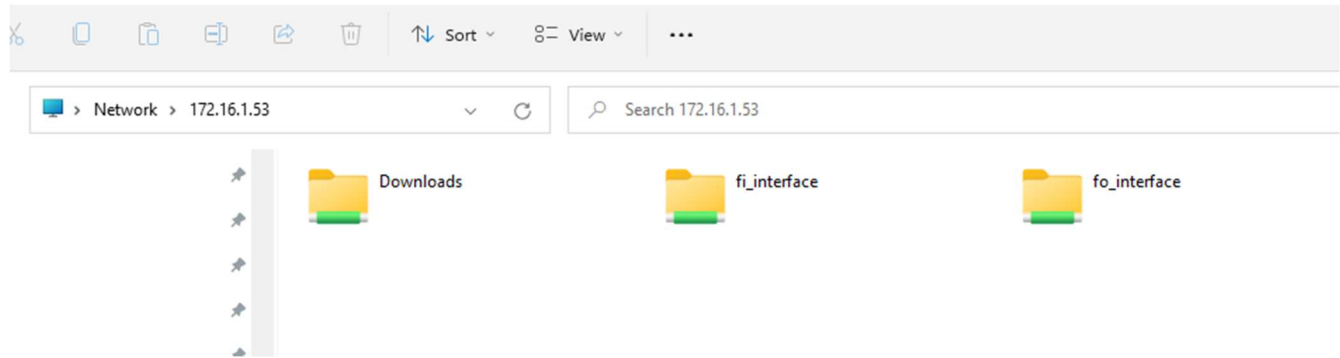 Sort View ...
Network > 172.16.1.53 Search 172.16.1.53
Downloads fi_interface fo_interface